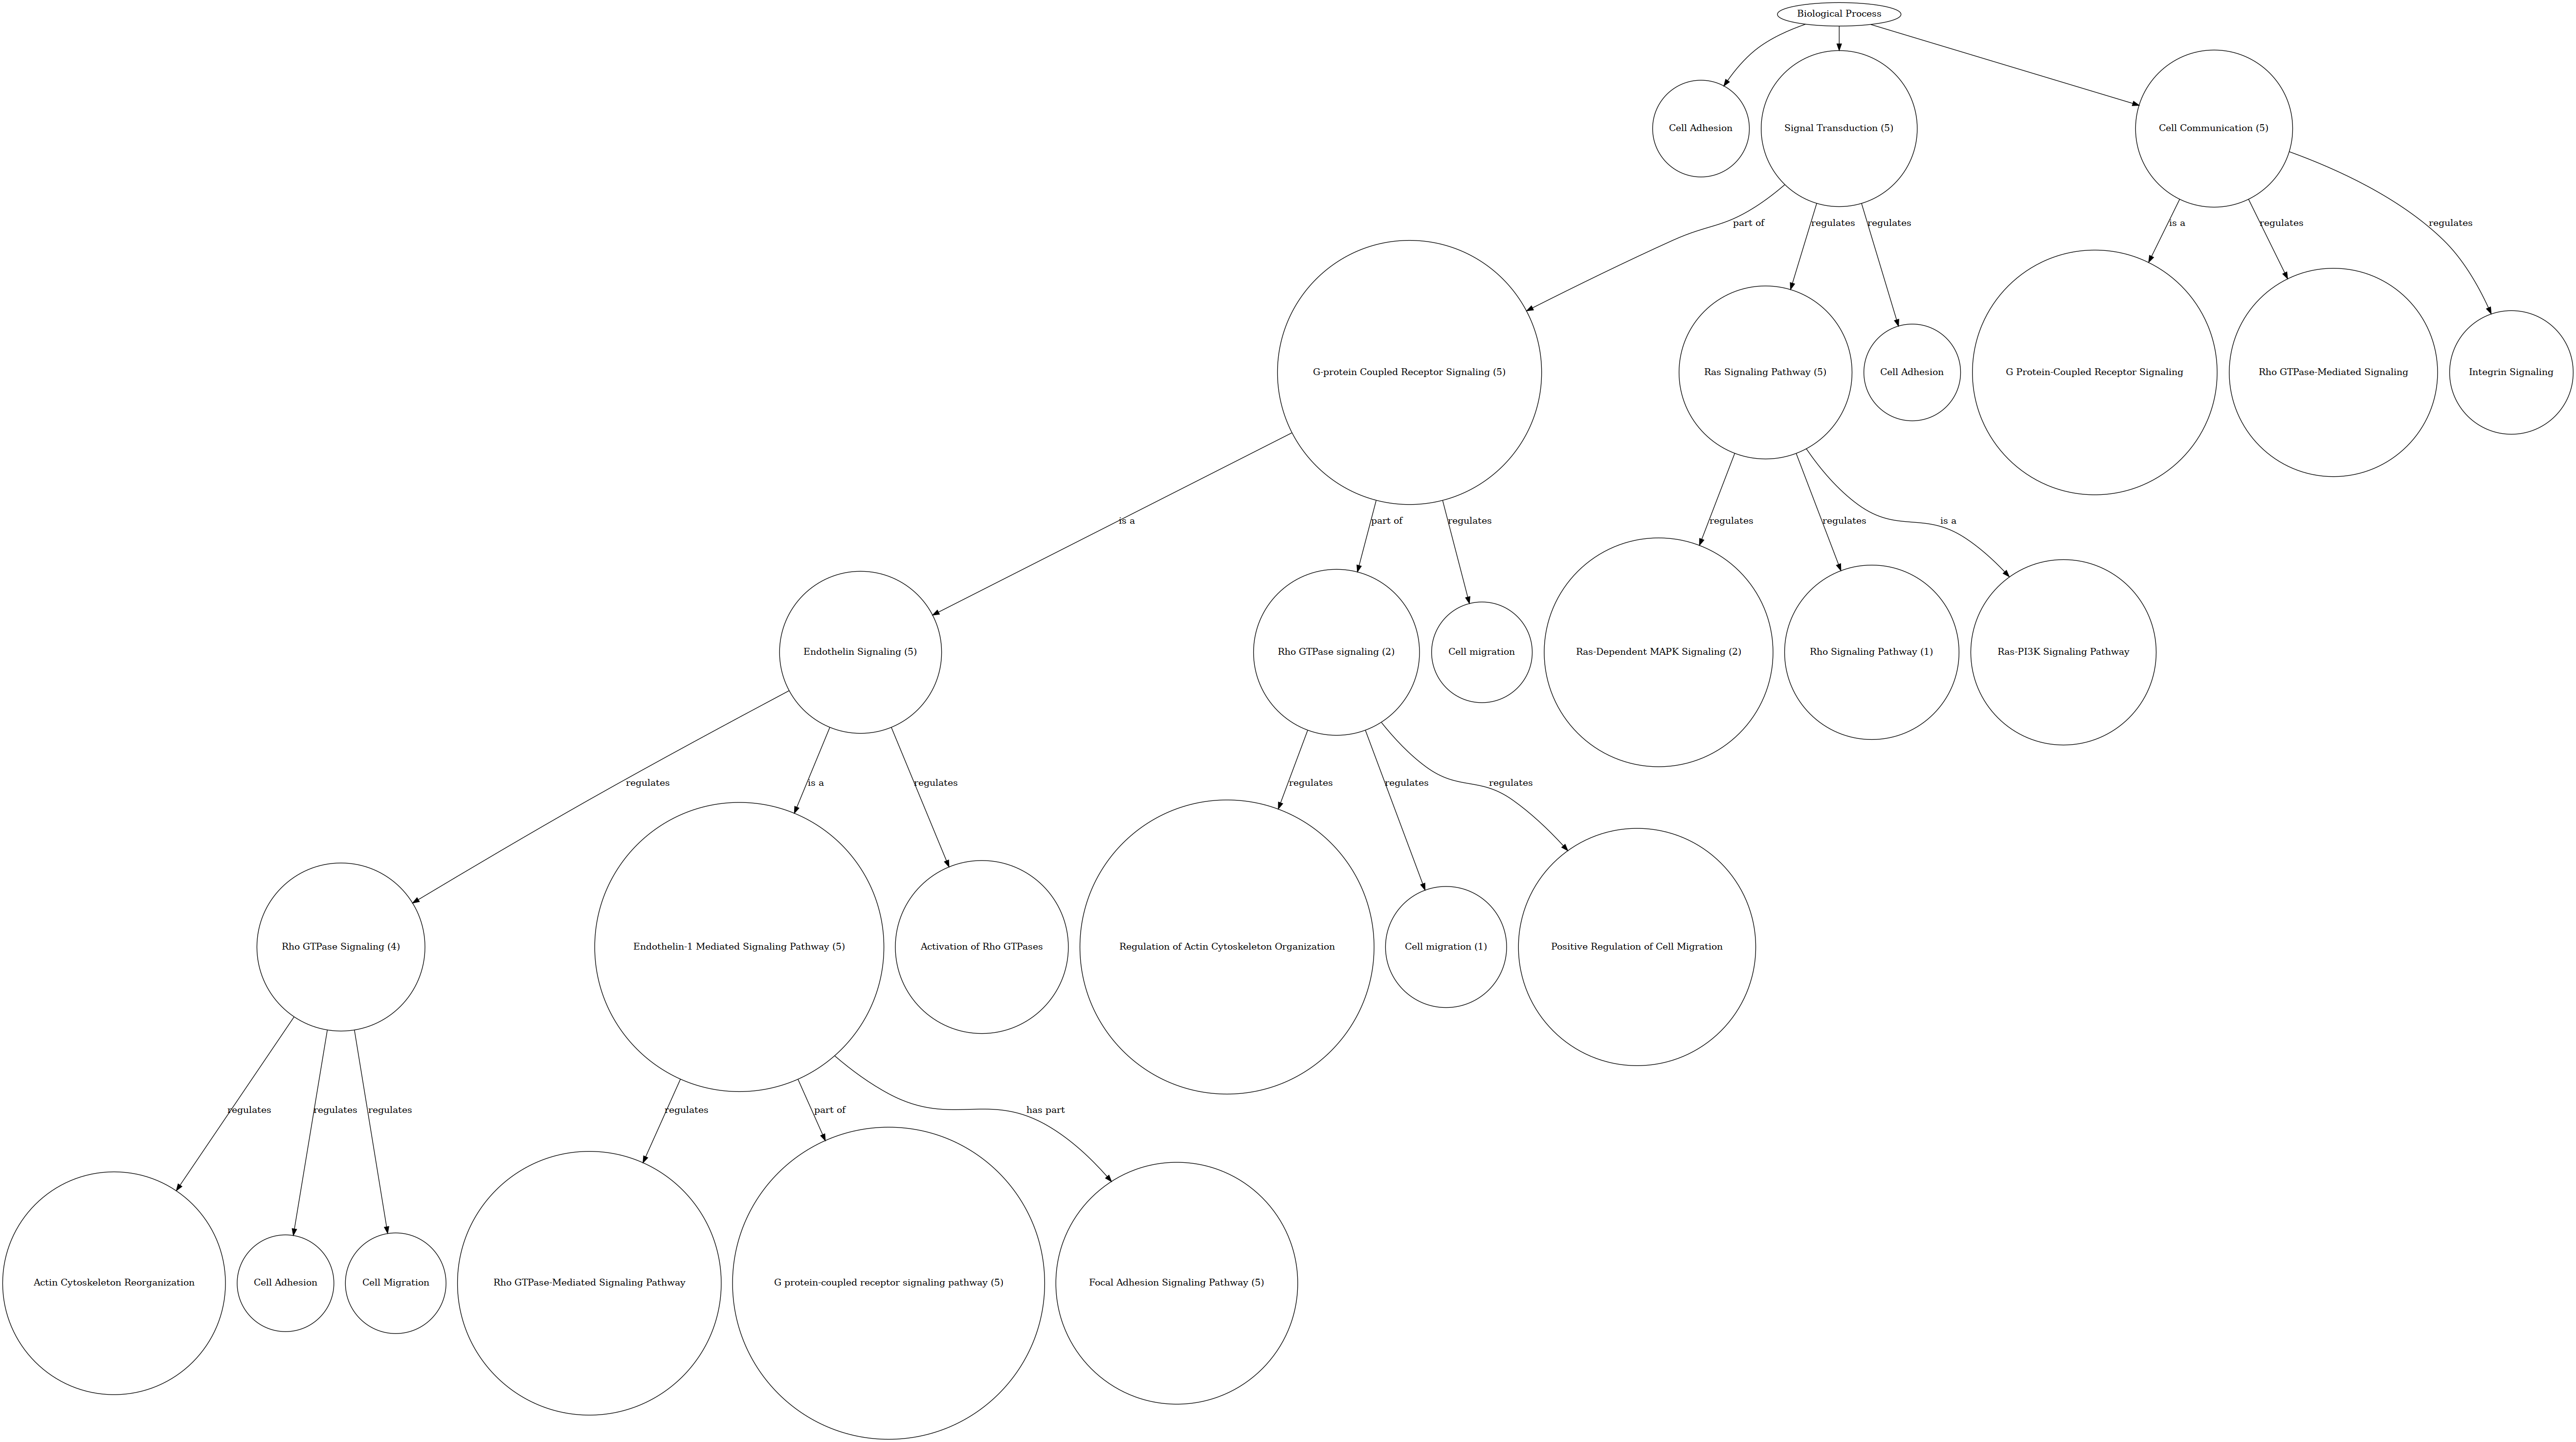 Biological Process
Cell Adhesion
Signal Transduction (5)
Cell Communication (5)
part of
regulates
regulates
is a
regulates
regulates
G-protein Coupled Receptor Signaling (5)
Ras Signaling Pathway (5)
Cell Adhesion
G Protein-Coupled Receptor Signaling
Rho GTPase-Mediated Signaling
Integrin Signaling
is a
part of
regulates
regulates
regulates
is a
Endothelin Signaling (5)
Rho GTPase signaling (2)
Cell migration
Ras-Dependent MAPK Signaling (2)
Rho Signaling Pathway (1)
Ras-PI3K Signaling Pathway
regulates
is a
regulates
regulates
regulates
regulates
Rho GTPase Signaling (4)
Endothelin-1 Mediated Signaling Pathway (5)
Activation of Rho GTPases
Regulation of Actin Cytoskeleton Organization
Cell migration (1)
Positive Regulation of Cell Migration
regulates
regulates
regulates
regulates
part of
has part
Actin Cytoskeleton Reorganization
Cell Adhesion
Cell Migration
Rho GTPase-Mediated Signaling Pathway
G protein-coupled receptor signaling pathway (5)
Focal Adhesion Signaling Pathway (5)